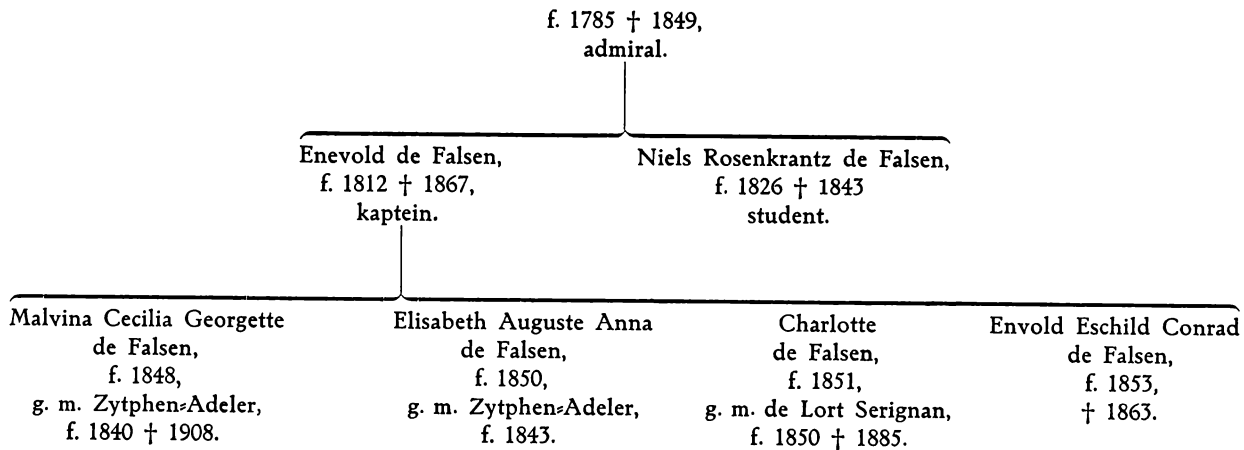 f. 1785 † 1849,
admiral.
Enevold de Falsen,
f. 1812 † 1867,
kaptein.
Niels Rosenkrantz de Falsen,
f. 1826 † 1843
student.
Malvina Cecilia Georgette
de Falsen,
f. 1848,
g. m. Zytphen=Adeler,
f. 1840 † 1908.
Elisabeth Auguste Anna
de Falsen,
f. 1850,
g. m. Zytphen=Adeler,
f. 1843.
Charlotte
de Falsen,
f. 1851,
g. m. de Lort Serignan,
f. 1850 † 1885.
Envold Eschild Conrad
de Falsen,
f. 1853,
† 1863.